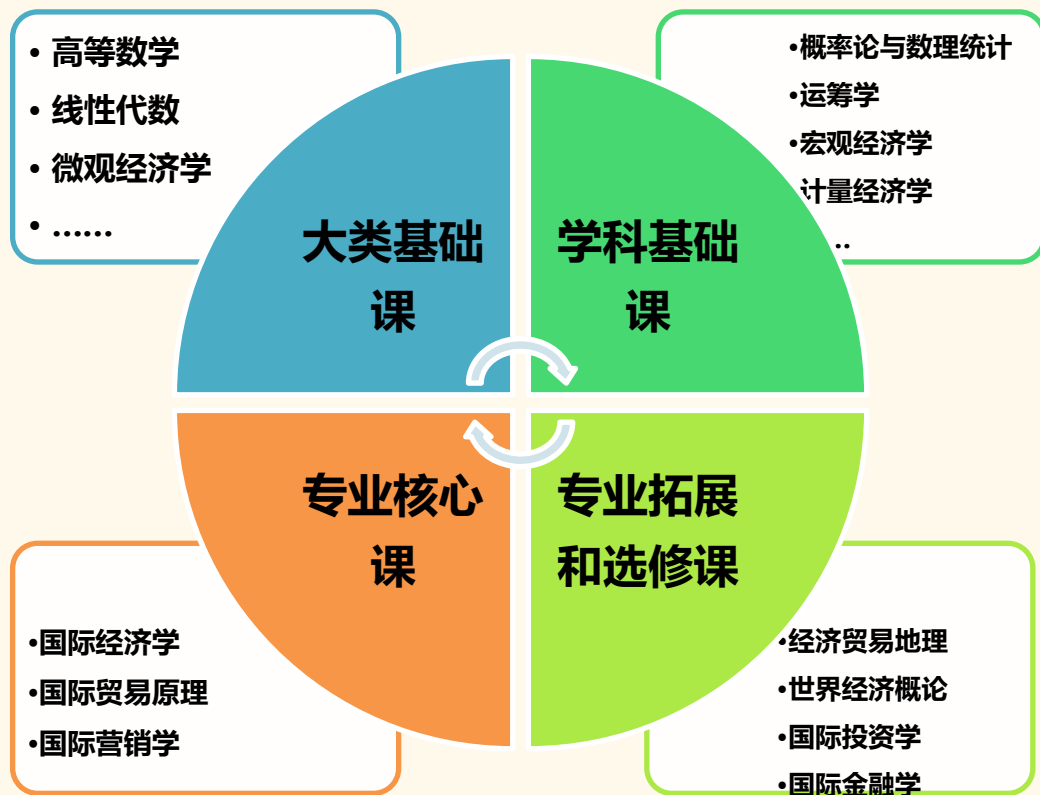 • 高等数学
• 线性代数
• 微观经济学
• ……
•概率论与数理统计
•运筹学
•宏观经济学
计量经济学
..
大类基础
课
学科基础
课
专业核心
课
专业拓展
和选修课
•国际经济学
•国际贸易原理
•国际营销学
•经济贸易地理
•世界经济概论
•国际投资学
•国际金融学